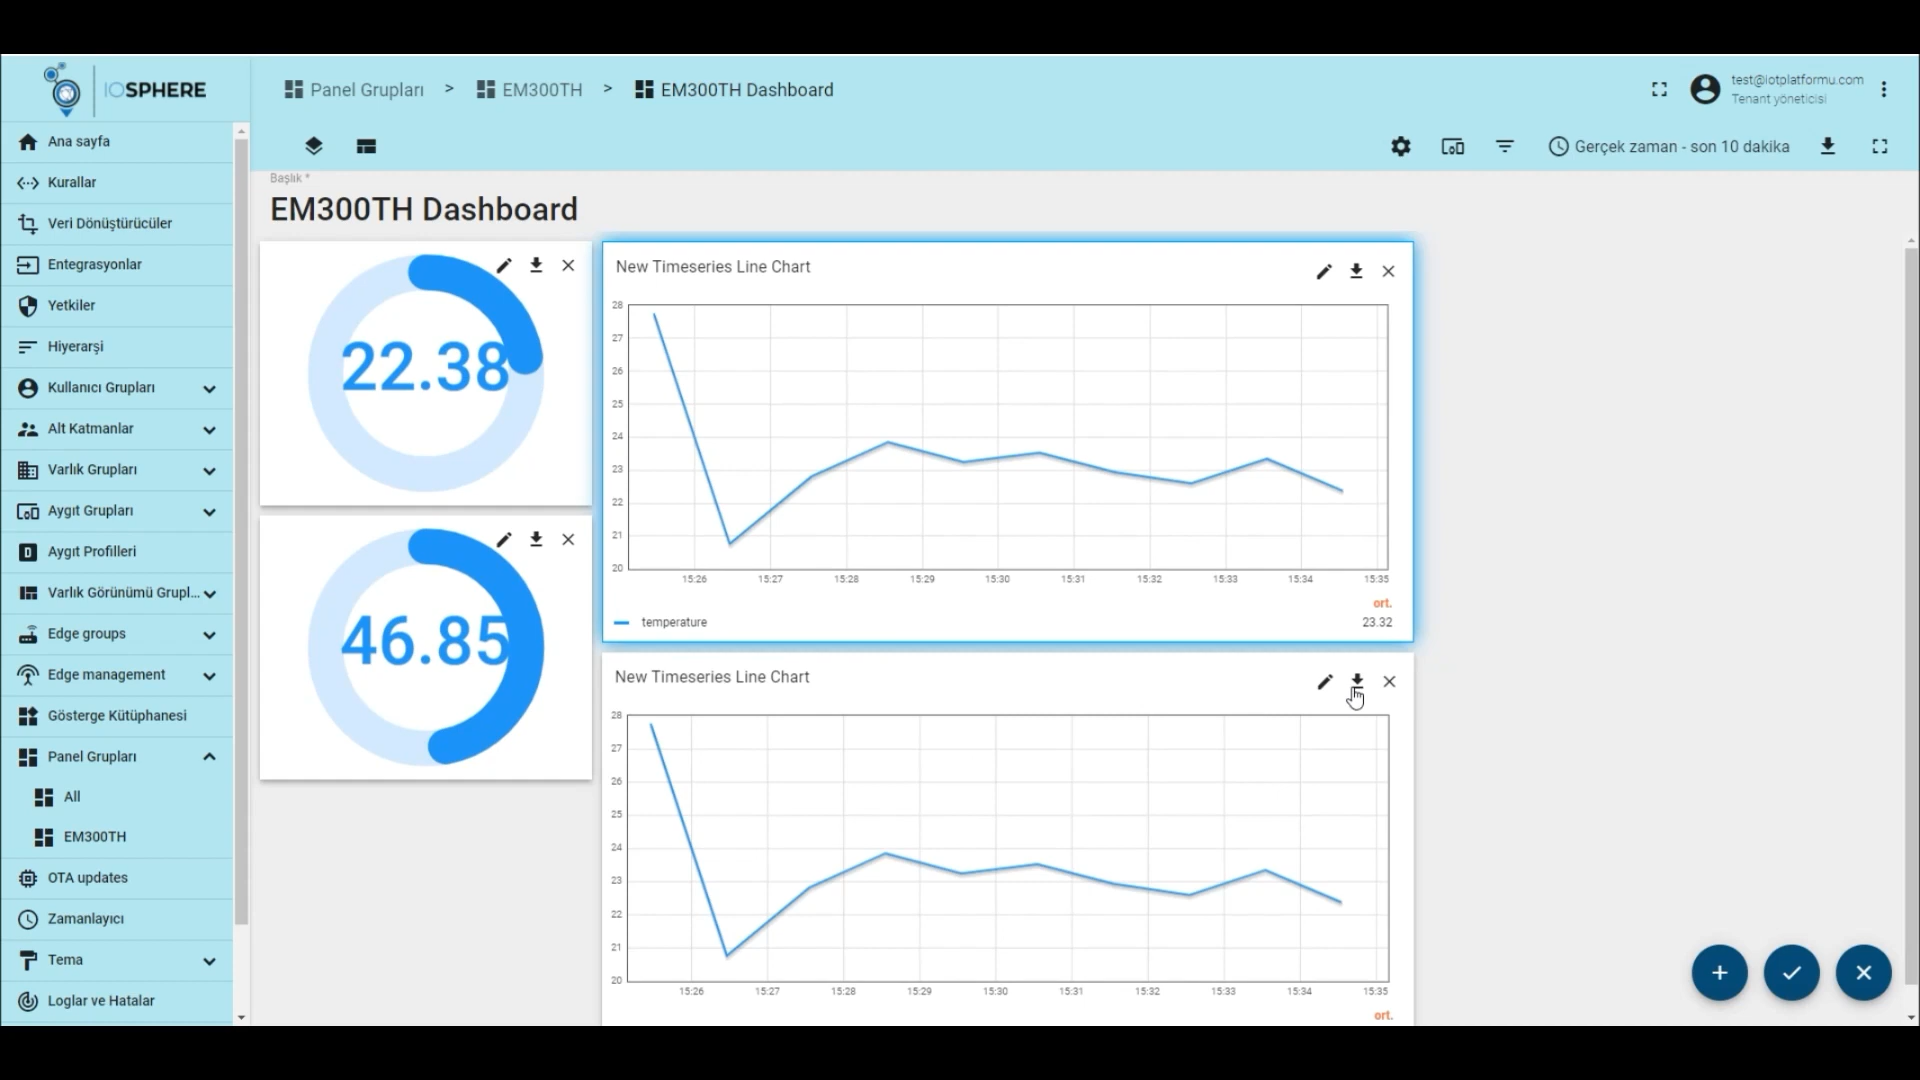 IOSPHERE
Panel Grupları > EM300TH > EM300TH Dashboard
test@iotplatformu.com
Tenant yöneticisi
Gerçek zaman - son 10 dakika
Ana sayfa
Kurallar
Veri Dönüştürücüler
Entegrasyonlar
Yetkiler
Hiyerarşi
Kullanıcı Grupları
Alt Katmanlar
Varlık Grupları
Aygıt Grupları
Aygıt Profilleri
Varlık Görünümü Grupl...
Edge groups
Edge management
Gösterge Kütüphanesi
Panel Grupları
All
EM300TH
OTA updates
Zamanlayıcı
Tema
Loglar ve Hatalar
Başlık *
EM300TH Dashboard
22.38
46.85
New Timeseries Line Chart
28
27
26
25
24
23
22
21
20
15:26 15:27 15:28 15:29 15:30 15:31 15:32 15:33 15:34 15:35
ort.
temperature 23.32
New Timeseries Line Chart
28
27
26
25
24
23
22
21
20
15:26 15:27 15:28 15:29 15:30 15:31 15:32 15:33 15:34 15:35
ort.